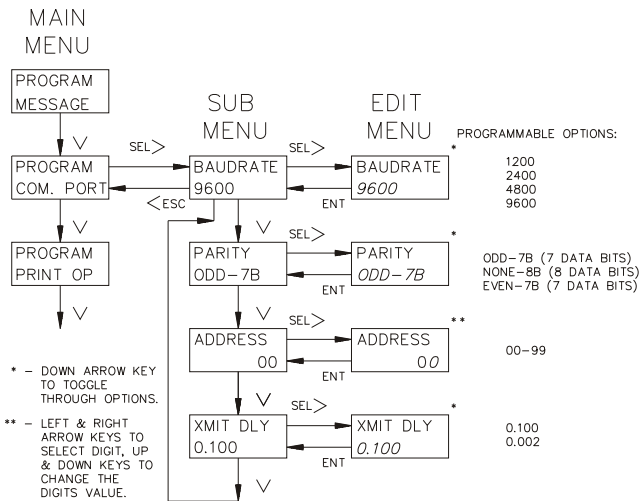 MAIN
MENU
PROGRAM
MESSAGE
SUB
MENU
EDIT
MENU
PROGRAMMABLE OPTIONS:
PROGRAM
COM. PORT
SEL>
BAUDRATE
9600
SEL>
ENT
BAUDRATE
9600
*
1200
2400
4800
9600
<ESC
PROGRAM
PRINT OP
PARITY
ODD-7B
SEL>
ENT
PARITY
ODD-7B
*
ODD-7B (7 DATA BITS)
NONE-8B (8 DATA BITS)
EVEN-7B (7 DATA BITS)
ADDRESS
00
SEL>
ENT
ADDRESS
00
**
00-99
XMIT DLY
0.100
SEL>
ENT
XMIT DLY
0.100
*
0.100
0.002
* - DOWN ARROW KEY
TO TOGGLE
THROUGH OPTIONS.
** - LEFT & RIGHT
ARROW KEYS TO
SELECT DIGIT, UP
& DOWN KEYS TO
CHANGE THE
DIGITS VALUE.